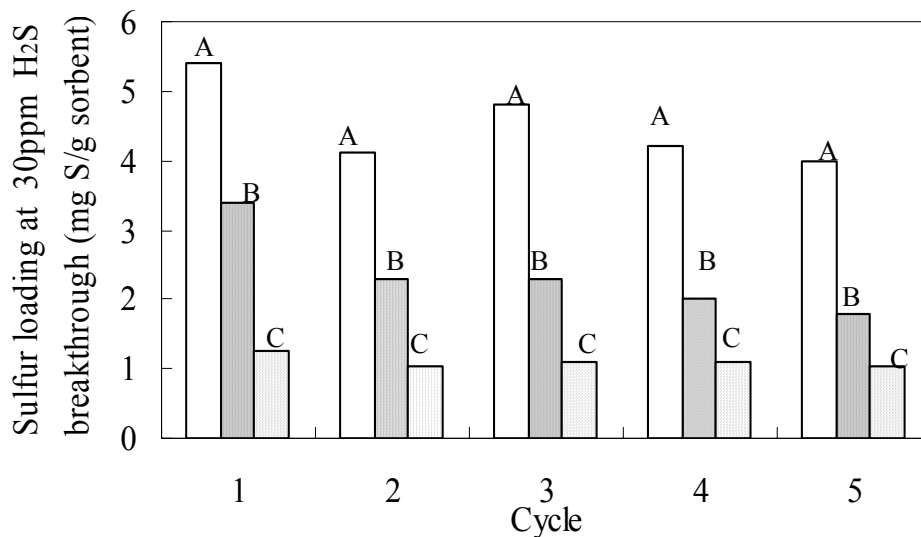 Sulfur loading at 30ppm H₂S
breakthrough (mg S/g sorbent)
6
5
4
3
2
1
0
A
B
C
A
B
C
A
B
C
A
B
C
A
B
C
1 2 3 4 5
Cycle